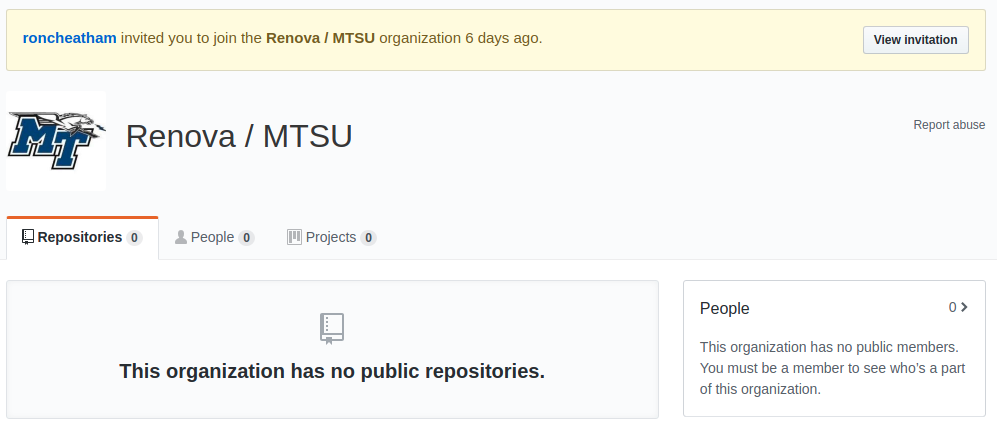 roncheatham invited you to join the Renova / MTSU organization 6 days ago.
View invitation
MT
Renova / MTSU
Report abuse
Repositories 0
People 0
Projects 0
This organization has no public repositories.
People
0
This organization has no public members.
You must be a member to see who's a part
of this organization.